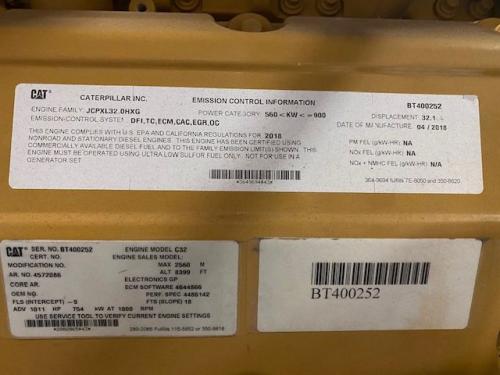 CAT CATERPILLAR INC. EMISSION CONTROL INFORMATION BT400252
ENGINE FAMILY: JCPXL32.0HXG POWER CATEGORY: 560 < KW < = 900 DISPLACEMENT: 32.1
EMISSION-CONTROL SYSTEM: DFI,TC,ECM,CAC,EGR,OC DATE OF MANUFACTURE: 04 / 2018
THIS ENGINE COMPLIES WITH U.S. EPA AND CALIFORNIA REGULATIONS FOR 2018
NONROAD AND STATIONARY DIESEL ENGINES. THIS ENGINE HAS BEEN CERTIFIED USING
COMMERCIALLY AVAILABLE DIESEL FUEL AND TO THE FAMILY EMISSION LIMIT(S) SHOWN. THIS
ENGINE MUST BE OPERATED USING ULTRA LOW SULFUR FUEL ONLY. NOT FOR USE IN A
GENERATOR SET
PM FEL (g/kW-HR) N/A
NOx FEL (g/kW-HR): N/A
NOx + NMHC FEL (g/kW-HR) N/A
CAT SER. NO. BT400252 ENGINE MODEL C32
CERT. NO. ENGINE SALES MODEL:
MODIFICATION NO. MAX 2560 M
AR. NO. 4572086 ALT 8399 FT
CORE AR. ELECTRONICS GP
OEM NO. ECM SOFTWARE
FLS (INTERCEPT) PERF. SPEC 4486142
FTS (SLOPE) 18
ADV 1011 HP 754 kW AT 1800 RPM
USE SERVICE TOOL TO VERIFY CURRENT ENGINE SETTINGS
BT400252